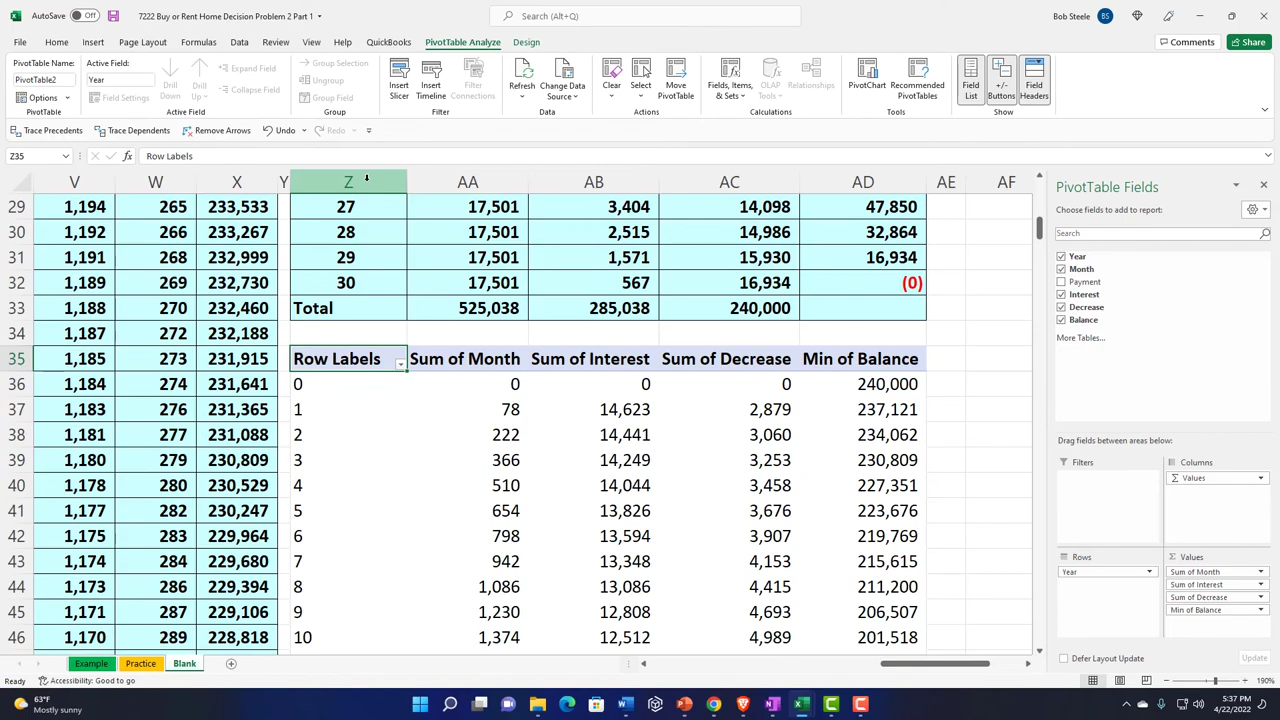 AutoSave Off 7222 Buy or Rent Home Decision Problem 2 Part 1 Search (Alt+Q) Bob Steele BS
File Home Insert Page Layout Formulas Data Review View Help QuickBooks PivotTable Analyze Design Comments Share
PivotTable Name: Active Field:
PivotTable2 Year
Options Field Settings
Drill Down Drill Up Expand Field Collapse Field
Group Selection Ungroup Group Field
Insert Slicer Insert Timeline Filter Connections
Refresh Change Data Source
Clear Select Move PivotTable
Fields, Items, & Sets OLAP Tools Relationships
PivotChart Recommended PivotTables
Field List +/- Buttons Field Headers
PivotTable Active Field Group Filter Data Actions Calculations Tools Show
Trace Precedents Trace Dependents Remove Arrows Undo Redo
Z35 fx Row Labels
V W X Y Z AA AB AC AD AE AF
29 1,194 265 233,533 27 17,501 3,404 14,098 47,850
30 1,192 266 233,267 28 17,501 2,515 14,986 32,864
31 1,191 268 232,999 29 17,501 1,571 15,930 16,934
32 1,189 269 232,730 30 17,501 567 16,934 (0)
33 1,188 270 232,460 Total 525,038 285,038 240,000
34 1,187 272 232,188
35 1,185 273 231,915 Row Labels Sum of Month Sum of Interest Sum of Decrease Min of Balance
36 1,184 274 231,641 0 0 0 0 240,000
37 1,183 276 231,365 1 78 14,623 2,879 237,121
38 1,181 277 231,088 2 222 14,441 3,060 234,062
39 1,180 279 230,809 3 366 14,249 3,253 230,809
40 1,178 280 230,529 4 510 14,044 3,458 227,351
41 1,177 282 230,247 5 654 13,826 3,676 223,676
42 1,175 283 229,964 6 798 13,594 3,907 219,769
43 1,174 284 229,680 7 942 13,348 4,153 215,615
44 1,173 286 229,394 8 1,086 13,086 4,415 211,200
45 1,171 287 229,106 9 1,230 12,808 4,693 206,507
46 1,170 289 228,818 10 1,374 12,512 4,989 201,518
PivotTable Fields
Choose fields to add to report:
Search
Year
Month
Payment
Interest
Decrease
Balance
More Tables...
Drag fields between areas below:
Filters Columns
Σ Values
Rows Σ Values
Year Sum of Month
Sum of Interest
Sum of Decrease
Min of Balance
Defer Layout Update Update
Example Practice Blank
Ready Accessibility: Good to go 190%
63°F
Mostly sunny
5:37 PM
4/22/2022